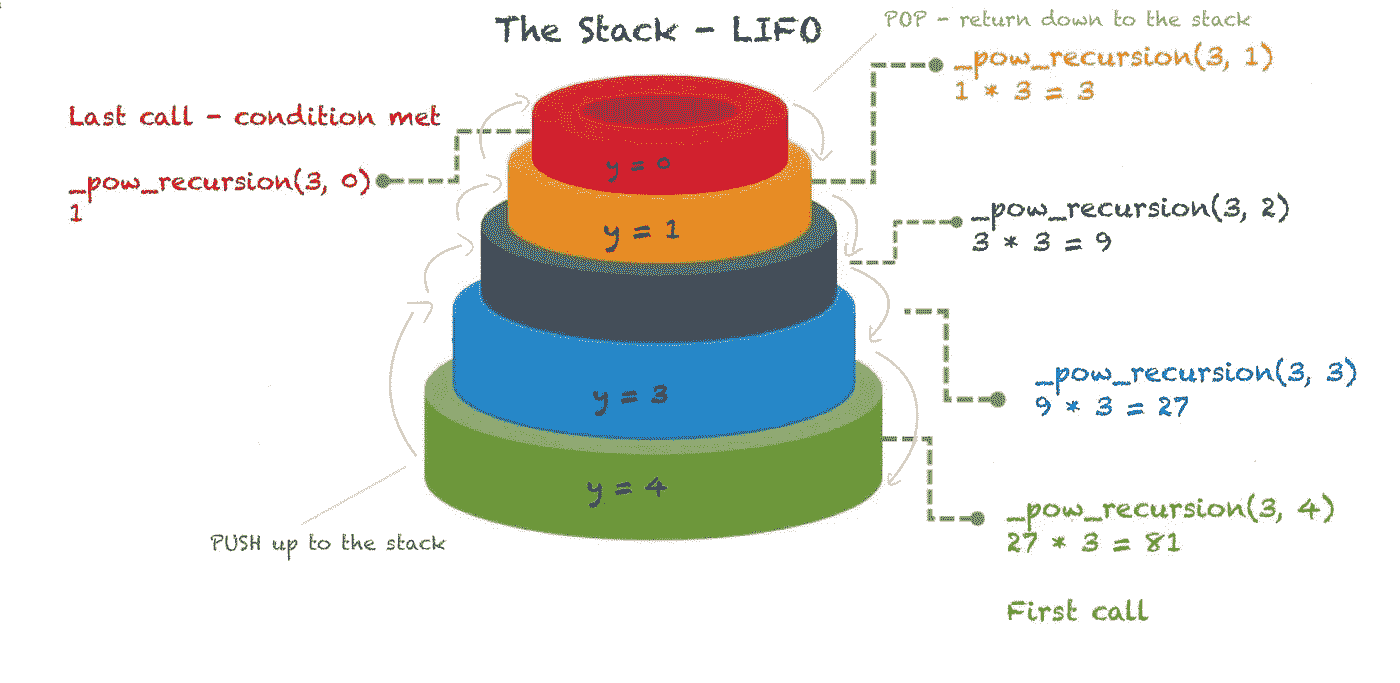 The Stack - LIFO
POP - return down to the stack
_pow_recursion(3, 1)
1 * 3 = 3
Last call - condition met
_pow_recursion(3, 0)
1
y = 0
y = 1
_pow_recursion(3, 2)
3 * 3 = 9
y = 3
_pow_recursion(3, 3)
9 * 3 = 27
y = 4
_pow_recursion(3, 4)
27 * 3 = 81
PUSH up to the stack
First call